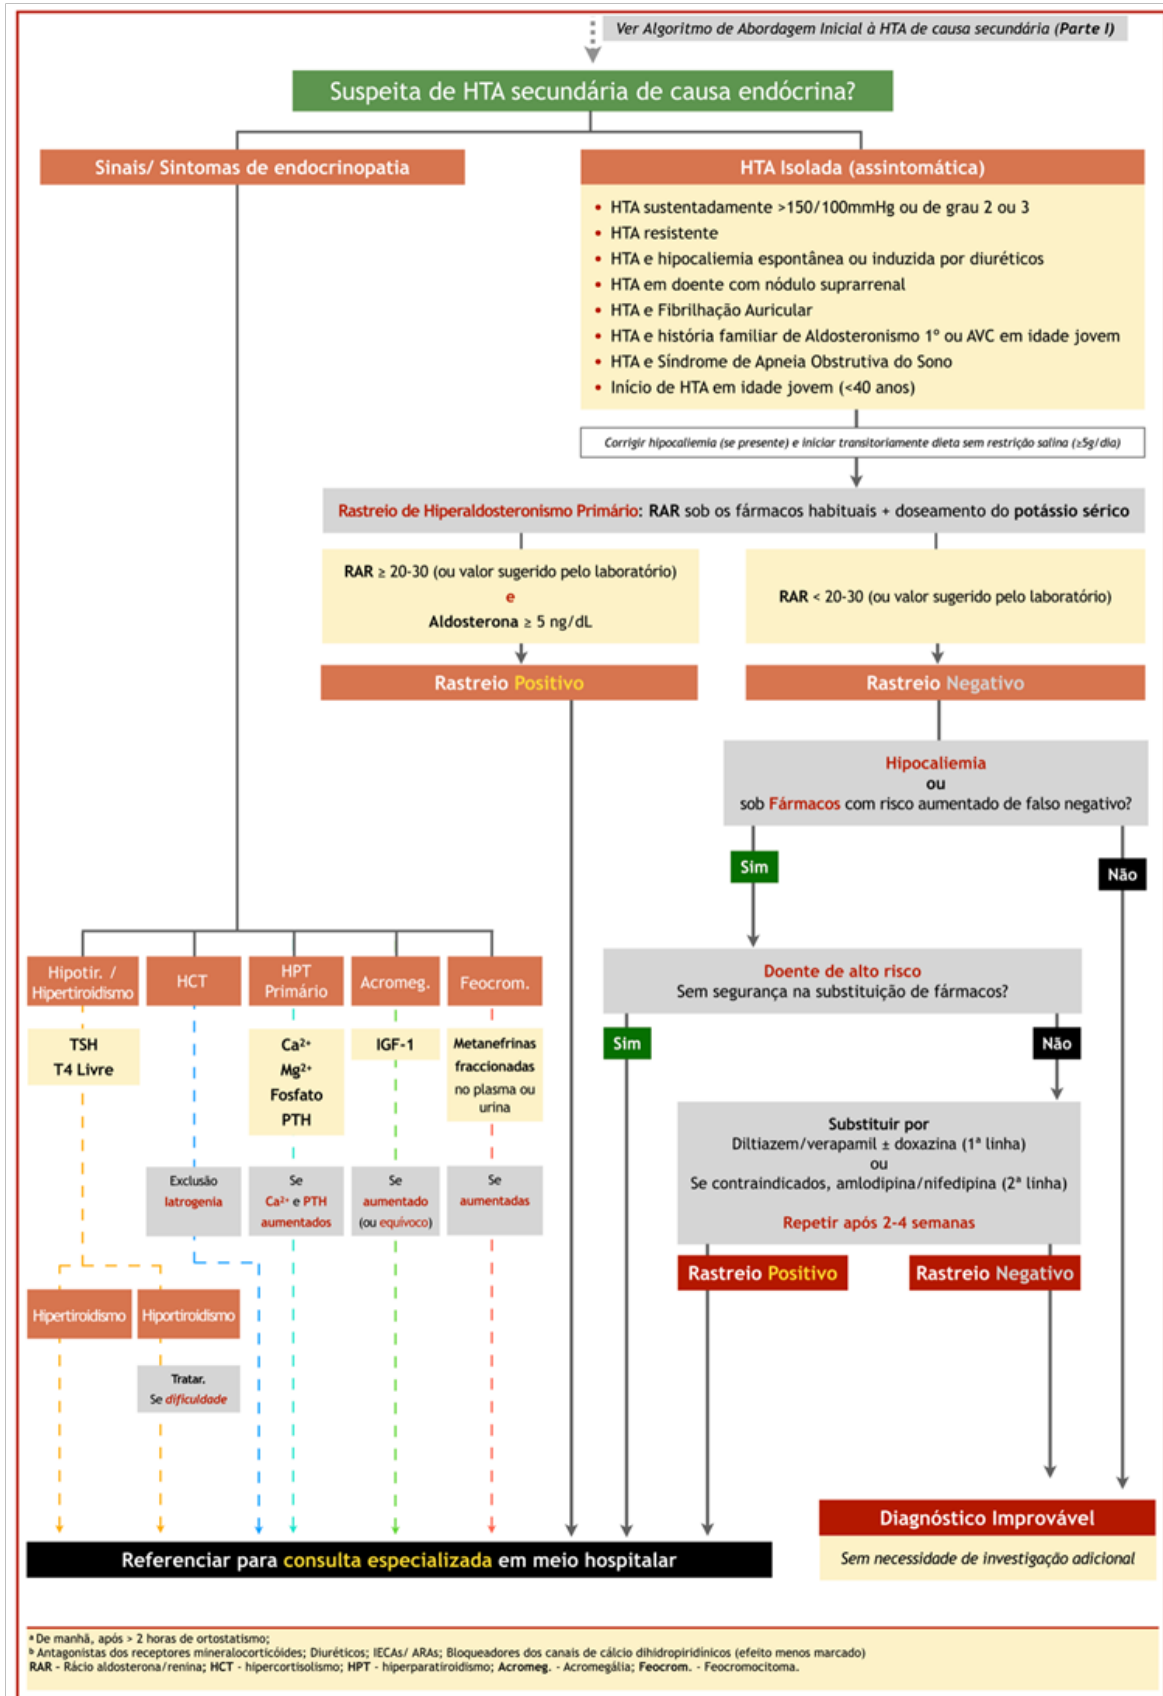 Ver Algoritmo de Abordagem Inicial à HTA de causa secundária (Parte I)
Suspeita de HTA secundária de causa endócrina?
Sinais/ Sintomas de endocrinopatia
HTA Isolada (assintomática)
• HTA sustentadamente >150/100mmHg ou de grau 2 ou 3
• HTA resistente
• HTA e hipocaliemia espontânea ou induzida por diuréticos
• HTA em doente com nódulo suprarrenal
• HTA e Fibrilhação Auricular
• HTA e história familiar de Aldosteronismo 1º ou AVC em idade jovem
• HTA e Síndrome de Apneia Obstrutiva do Sono
• Início de HTA em idade jovem (<40 anos)
Corrigir hipocaliemia (se presente) e iniciar transitoriamente dieta sem restrição salina (≥5g/dia)
Rastreio de Hiperaldosteronismo Primário: RAR sob os fármacos habituais + doseamento do potássio sérico
RAR ≥ 20-30 (ou valor sugerido pelo laboratório)
e
Aldosterona ≥ 5 ng/dL
RAR < 20-30 (ou valor sugerido pelo laboratório)
Rastreio Positivo
Rastreio Negativo
Hipocaliemia
ou
sob Fármacos com risco aumentado de falso negativo?
Sim
Não
Doente de alto risco
Sem segurança na substituição de fármacos?
Sim
Não
Substituir por
Diltiazem/verapamil ± doxazina (1ª linha)
ou
Se contraindicados, amlodipina/nifedipina (2ª linha)
Repetir após 2-4 semanas
Rastreio Positivo
Rastreio Negativo
Hipotir. /
Hipertiroidismo
HCT
HPT
Primário
Acromeg.
Feocrom.
TSH
T4 Livre
Ca²⁺
Mg²⁺
Fosfato
PTH
IGF-1
Metanefrinas
fraccionadas
no plasma ou
urina
Exclusão
Iatrogenia
Se
Ca²⁺ e PTH
aumentados
Se
aumentado
(ou equívoco)
Se
aumentadas
Hipertiroidismo
Hiportiroidismo
Tratar.
Se dificuldade
Referenciar para consulta especializada em meio hospitalar
Diagnóstico Improvável
Sem necessidade de investigação adicional
ª De manhã, após > 2 horas de ortostatismo;
ᵇ Antagonistas dos receptores mineralocorticóides; Diuréticos; IECAs/ ARAs; Bloqueadores dos canais de cálcio dihidropiridínicos (efeito menos marcado)
RAR - Rácio aldosterona/renina; HCT - hipercortisolismo; HPT - hiperparatiroidismo; Acromeg. - Acromegália; Feocrom. - Feocromocitoma.